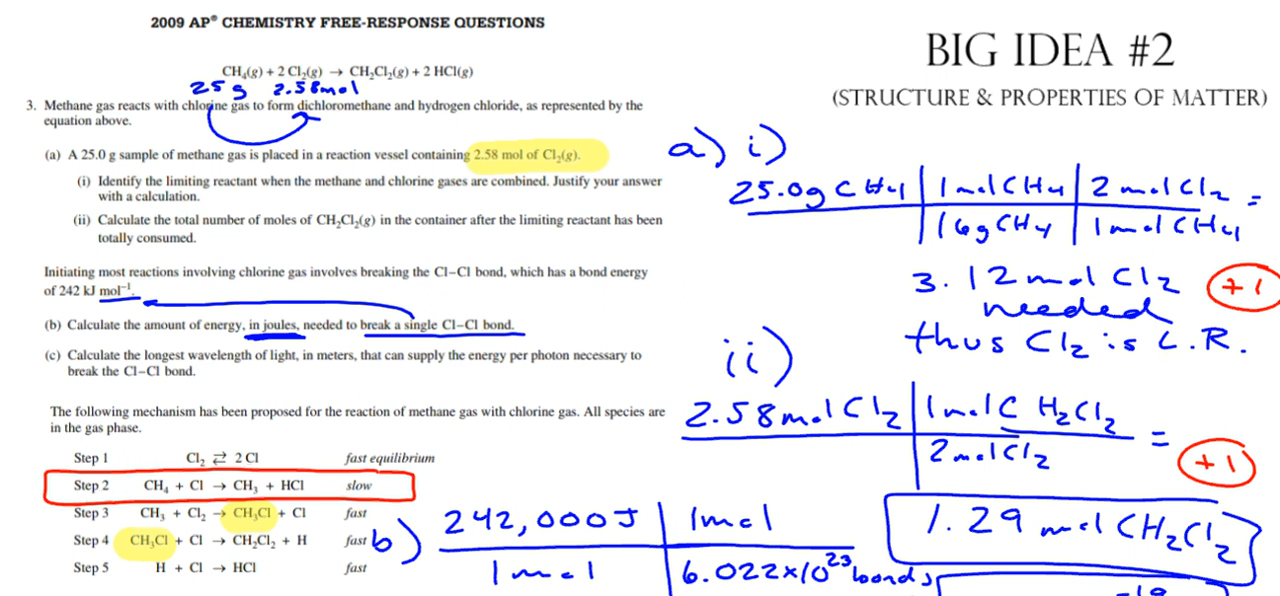 2009 AP® CHEMISTRY FREE-RESPONSE QUESTIONS
CH₄(g) + 2 Cl₂(g) → CH₂Cl₂(g) + 2 HCl(g)
25 g 2.58mol
3. Methane gas reacts with chlorine gas to form dichloromethane and hydrogen chloride, as represented by the
equation above.
(a) A 25.0 g sample of methane gas is placed in a reaction vessel containing 2.58 mol of Cl₂(g).
(i) Identify the limiting reactant when the methane and chlorine gases are combined. Justify your answer
with a calculation.
(ii) Calculate the total number of moles of CH₂Cl₂(g) in the container after the limiting reactant has been
totally consumed.
Initiating most reactions involving chlorine gas involves breaking the Cl–Cl bond, which has a bond energy
of 242 kJ mol⁻¹.
(b) Calculate the amount of energy, in joules, needed to break a single Cl–Cl bond.
(c) Calculate the longest wavelength of light, in meters, that can supply the energy per photon necessary to
break the Cl–Cl bond.
The following mechanism has been proposed for the reaction of methane gas with chlorine gas. All species are
in the gas phase.
Step 1 Cl₂ ⇄ 2 Cl fast equilibrium
Step 2 CH₄ + Cl → CH₃ + HCl slow
Step 3 CH₃ + Cl₂ → CH₃Cl + Cl fast
Step 4 CH₃Cl + Cl → CH₂Cl₂ + H fast
Step 5 H + Cl → HCl fast
BIG IDEA #2
(STRUCTURE & PROPERTIES OF MATTER)
a) i)
25.0g CH₄ | 1 mol CH₄ | 2 mol Cl₂ =
16g CH₄ | 1 mol CH₄
3.12 mol Cl₂ +1
needed
thus Cl₂ is L.R.
ii)
2.58 mol Cl₂ | 1 mol CH₂Cl₂ =
2 mol Cl₂
+1
1.29 mol CH₂Cl₂
b) 242,000J | 1mol
1 mol | 6.022×10²³ bonds
-19